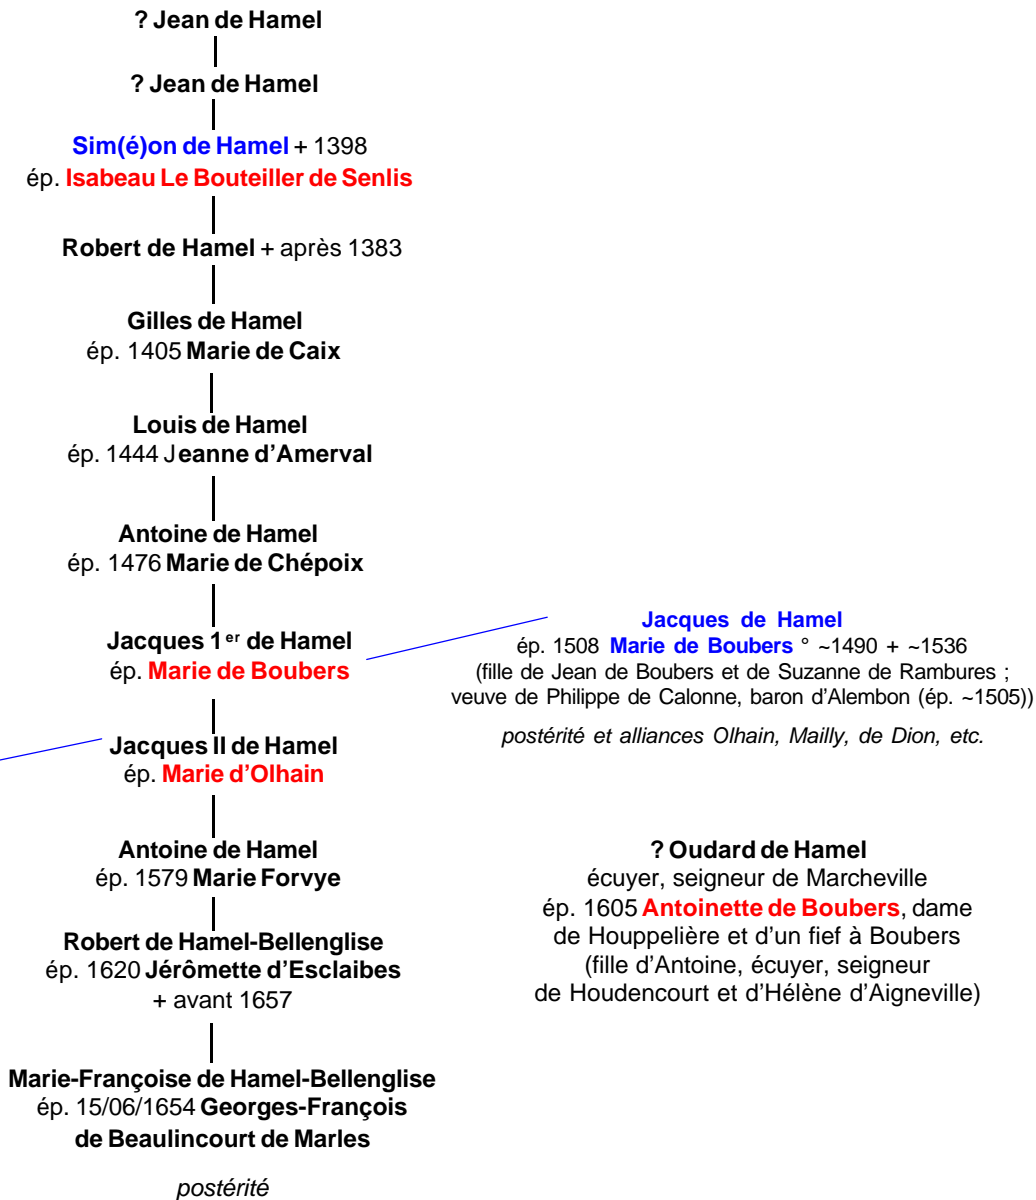 ? Jean de Hamel
? Jean de Hamel
Sim(é)on de Hamel + 1398
ép. Isabeau Le Bouteiller de Senlis
Robert de Hamel + après 1383
Gilles de Hamel
ép. 1405 Marie de Caix
Louis de Hamel
ép. 1444 Jeanne d’Amerval
Antoine de Hamel
ép. 1476 Marie de Chépoix
Jacques 1er de Hamel
ép. Marie de Boubers
Jacques de Hamel
ép. 1508 Marie de Boubers ° ~1490 + ~1536
(fille de Jean de Boubers et de Suzanne de Rambures ;
veuve de Philippe de Calonne, baron d’Alembon (ép. ~1505))
postérité et alliances Olhain, Mailly, de Dion, etc.
Jacques II de Hamel
ép. Marie d’Olhain
Antoine de Hamel
ép. 1579 Marie Forvye
? Oudard de Hamel
écuyer, seigneur de Marcheville
ép. 1605 Antoinette de Boubers, dame
de Houppelière et d’un fief à Boubers
(fille d’Antoine, écuyer, seigneur
de Houdencourt et d’Hélène d’Aigneville)
Robert de Hamel-Bellenglise
ép. 1620 Jérômette d’Esclaibes
+ avant 1657
Marie-Françoise de Hamel-Bellenglise
ép. 15/06/1654 Georges-François
de Beaulincourt de Marles
postérité